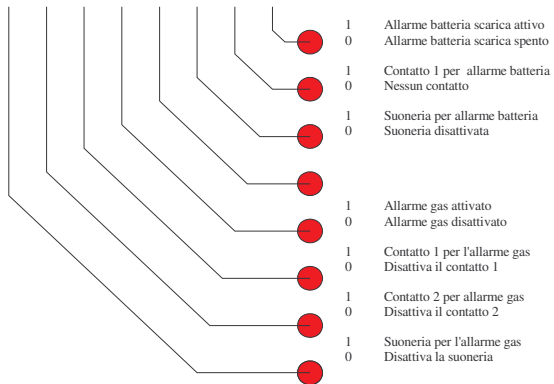 1 Allarme batteria scarica attivo
0 Allarme batteria scarica spento
1 Contatto 1 per allarme batteria
0 Nessun contatto
1 Suoneria per allarme batteria
0 Suoneria disattivata
1 Allarme gas attivato
0 Allarme gas disattivato
1 Contatto 1 per l'allarme gas
0 Disattiva il contatto 1
1 Contatto 2 per allarme gas
0 Disattiva il contatto 2
1 Suoneria per l'allarme gas
0 Disattiva la suoneria